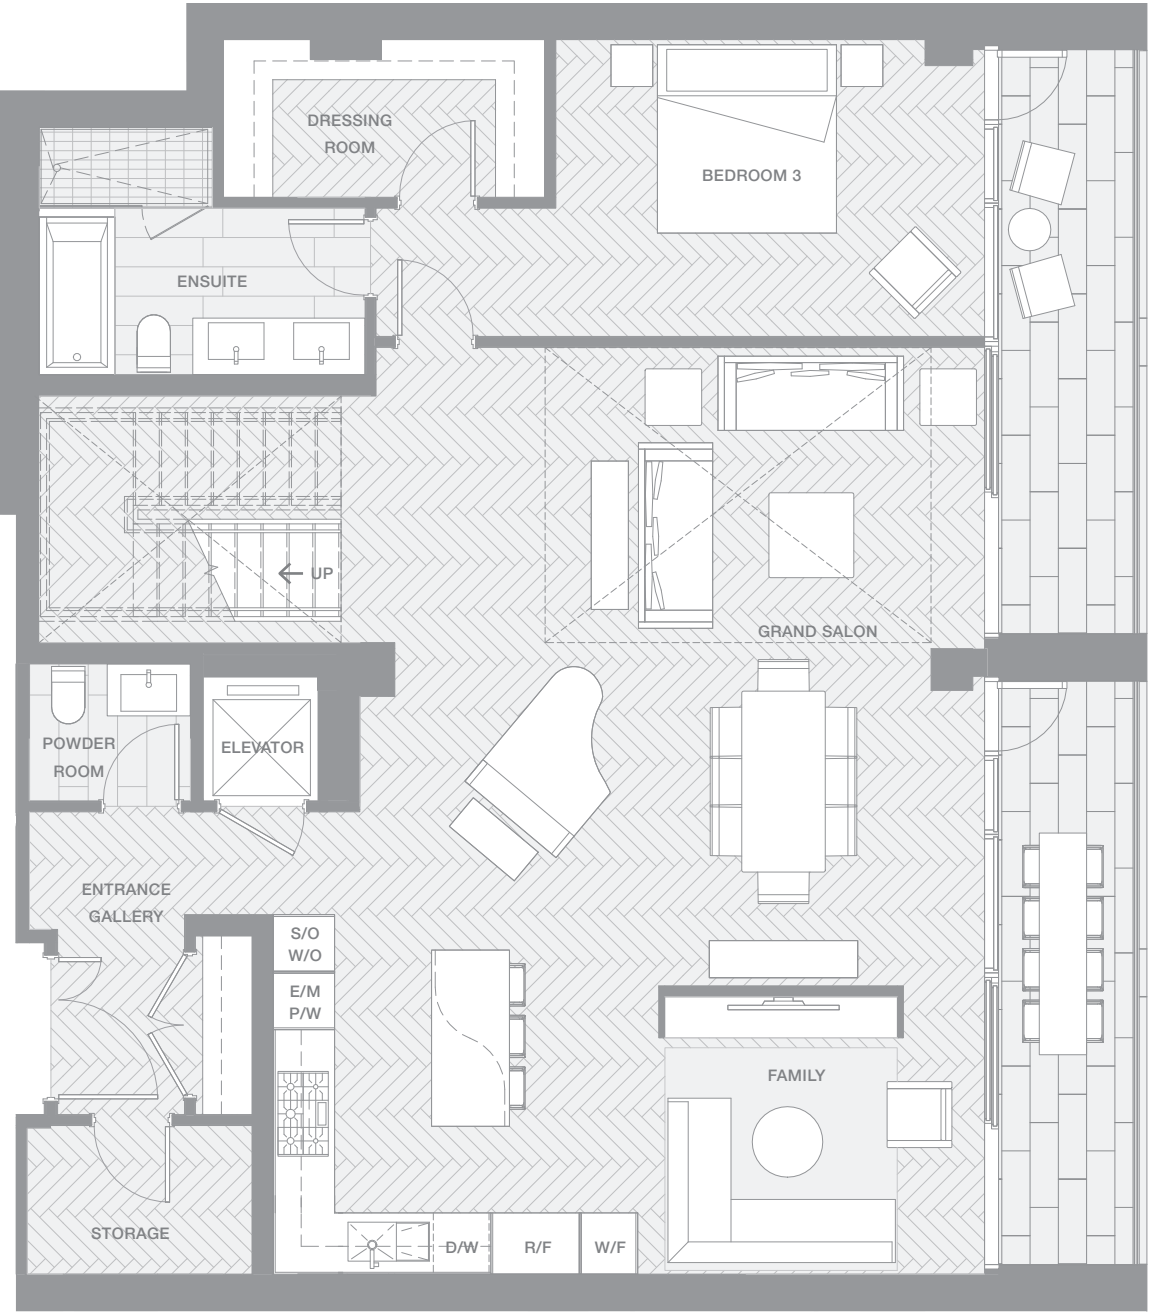 DRESSING
ROOM
BEDROOM 3
ENSUITE
UP
GRAND SALON
POWDER
ROOM
ELEVATOR
ENTRANCE
GALLERY
S/O
W/O
E/M
P/W
FAMILY
STORAGE
D/W
R/F
W/F